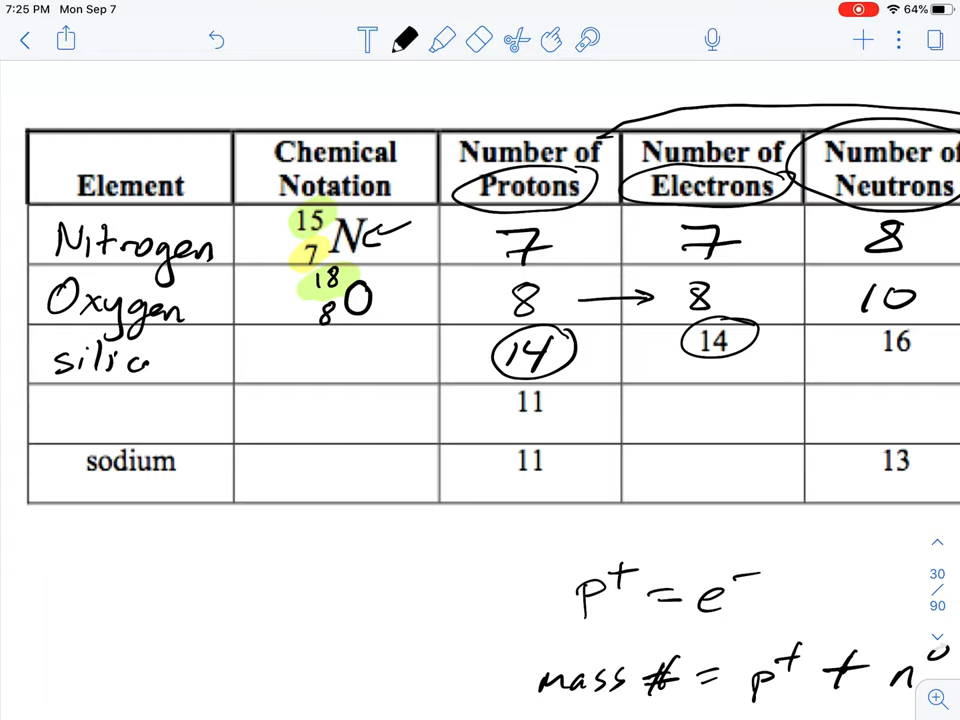 7:25 PM Mon Sep 7 64%
T
Element Chemical Notation Number of Protons Number of Electrons Number of Neutrons
Nitrogen 15 7 N 7 7 8
Oxygen 18 8 O 8 → 8 10
silic 14 14 16
11
sodium 11 13
p+ = e−
mass # = p+ + n0
30
/
90